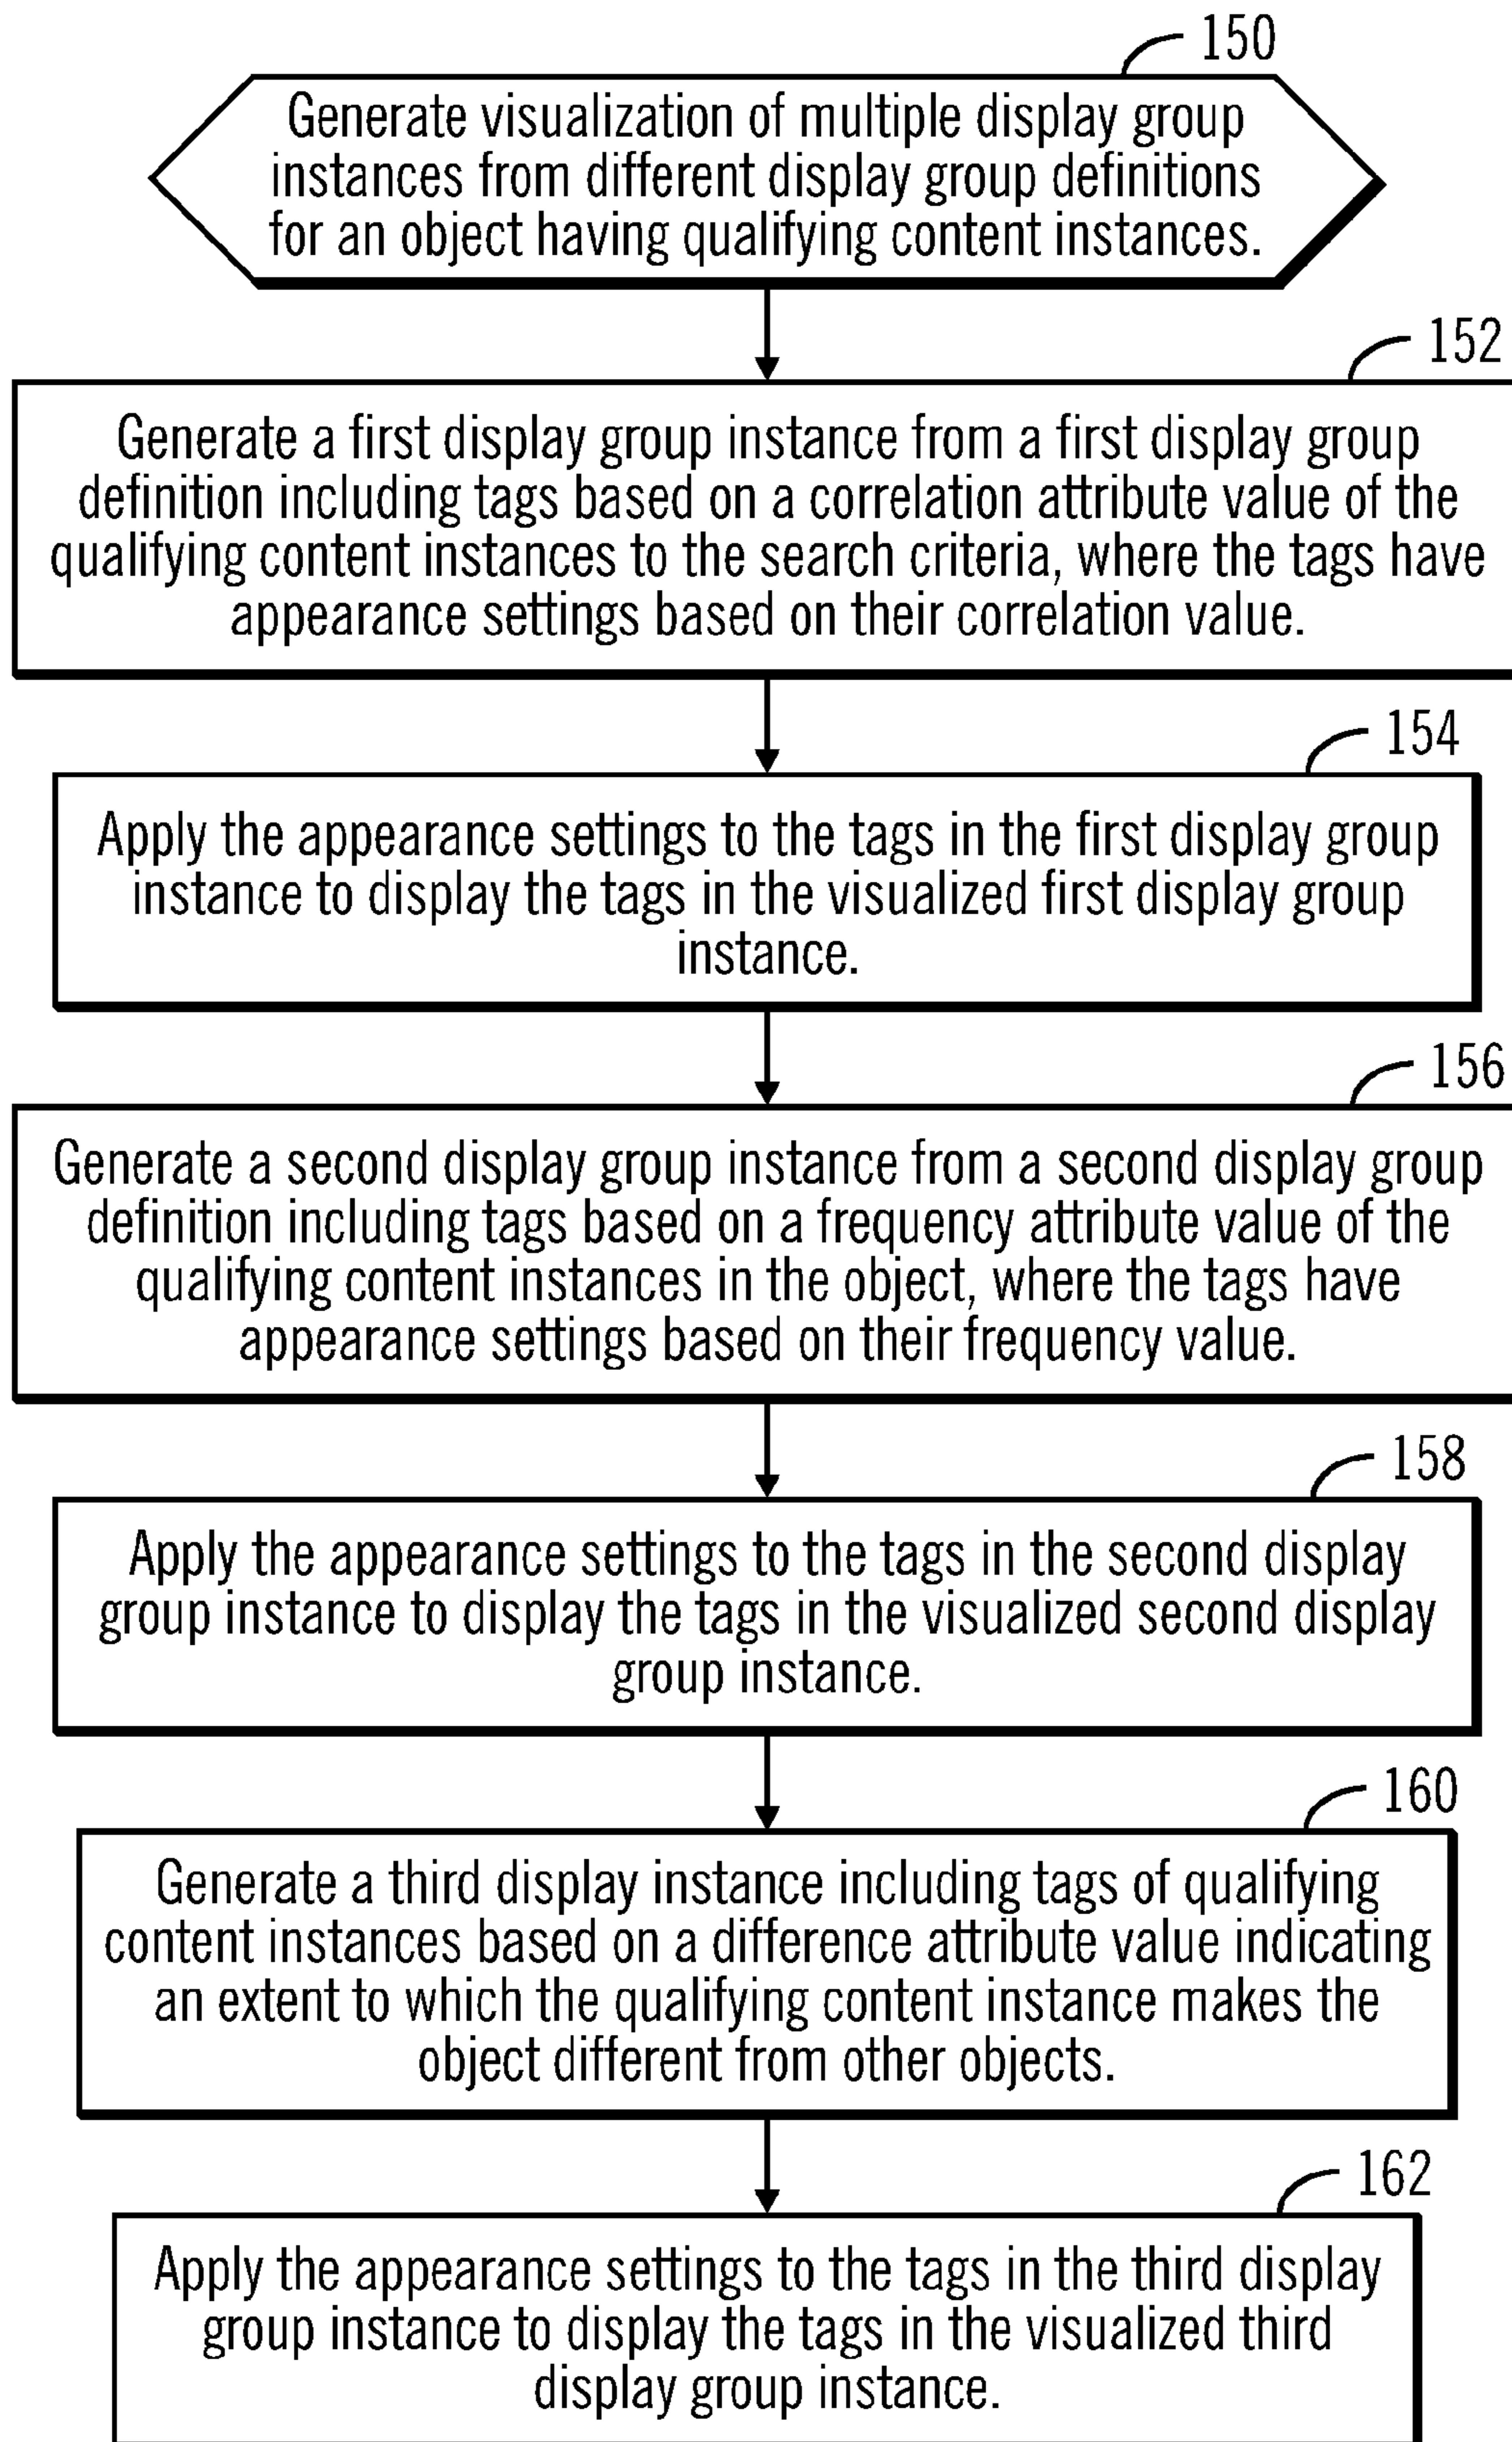 150
Generate visualization of multiple display group
instances from different display group definitions
for an object having qualifying content instances.
152
Generate a first display group instance from a first display group
definition including tags based on a correlation attribute value of the
qualifying content instances to the search criteria, where the tags have
appearance settings based on their correlation value.
154
Apply the appearance settings to the tags in the first display group
instance to display the tags in the visualized first display group
instance.
156
Generate a second display group instance from a second display group
definition including tags based on a frequency attribute value of the
qualifying content instances in the object, where the tags have
appearance settings based on their frequency value.
158
Apply the appearance settings to the tags in the second display
group instance to display the tags in the visualized second display
group instance.
160
Generate a third display instance including tags of qualifying
content instances based on a difference attribute value indicating
an extent to which the qualifying content instance makes the
object different from other objects.
162
Apply the appearance settings to the tags in the third display
group instance to display the tags in the visualized third
display group instance.